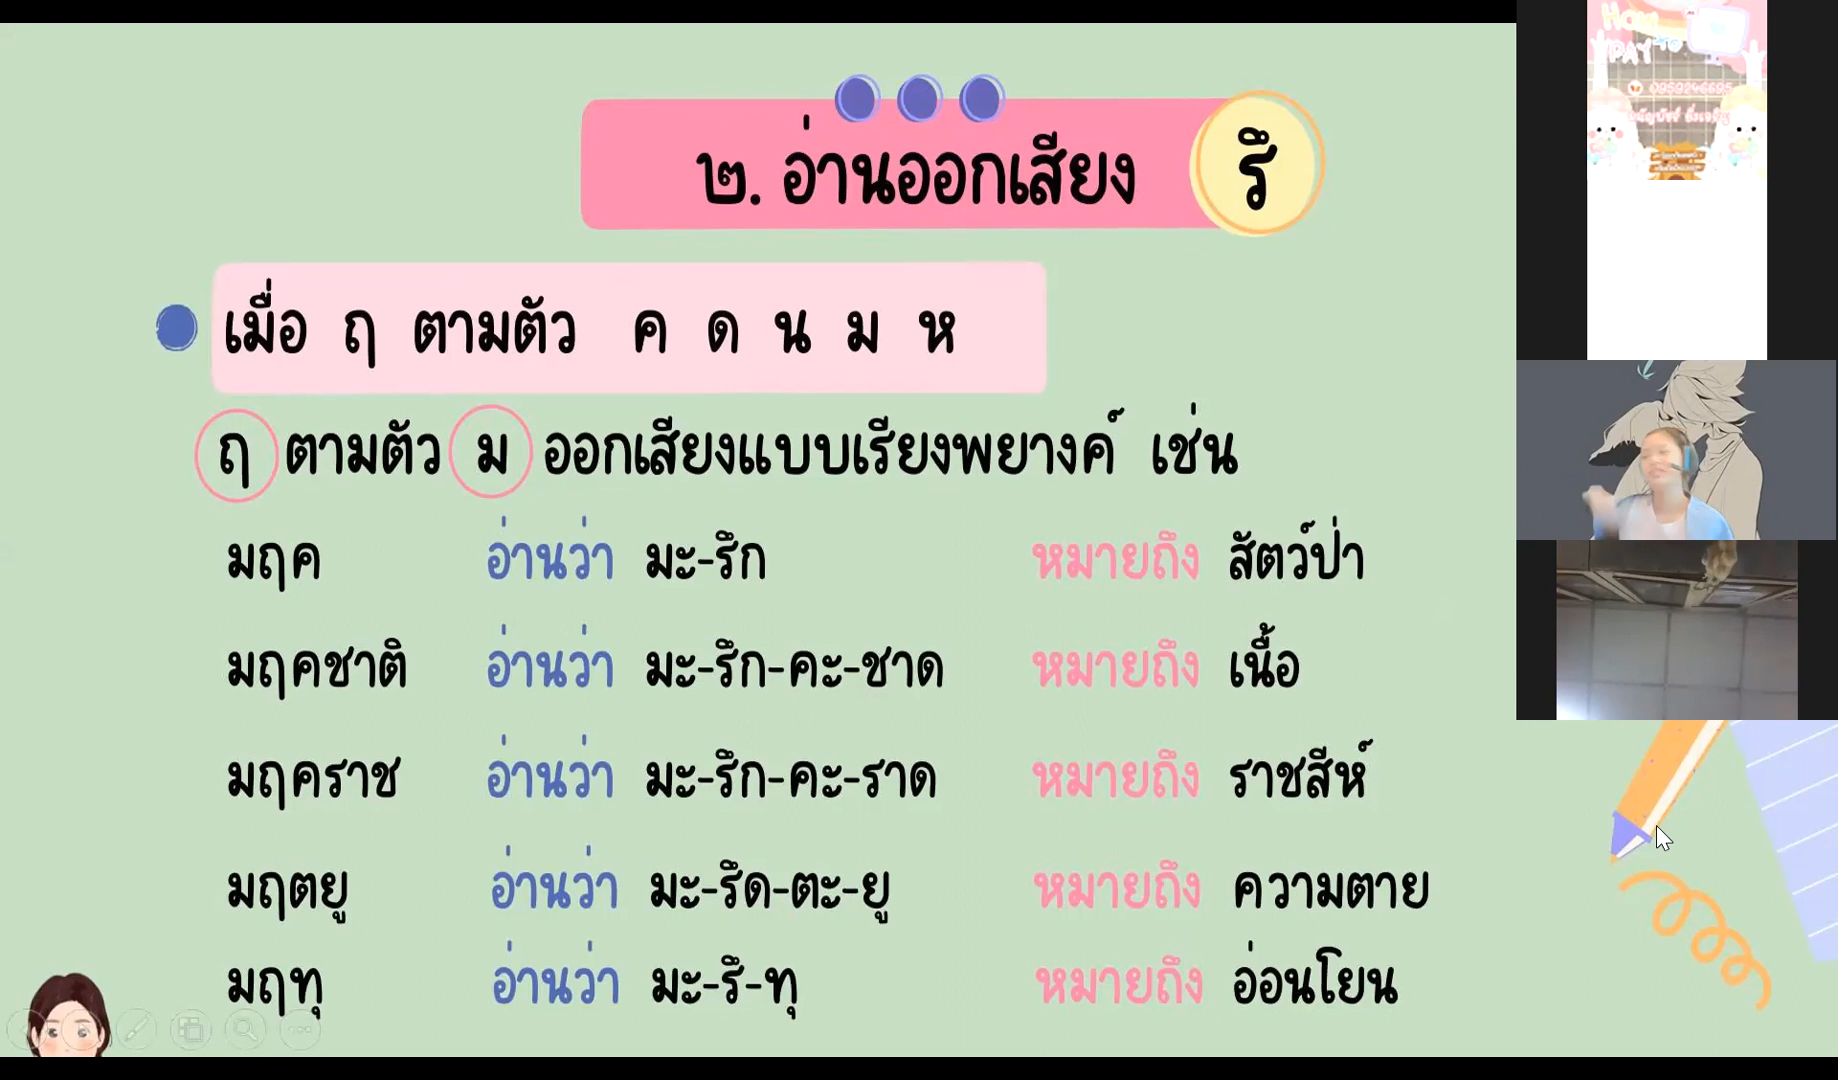 ๒. อ่านออกเสียง รึ
เมื่อ ฤ ตามตัว ค ด น ม ห
ฤ ตามตัว ม ออกเสียงแบบเรียงพยางค์ เช่น
มฤค อ่านว่า มะ-รึก หมายถึง สัตว์ป่า
มฤคชาติ อ่านว่า มะ-รึก-คะ-ชาด หมายถึง เนื้อ
มฤคราช อ่านว่า มะ-รึก-คะ-ราด หมายถึง ราชสีห์
มฤตยู อ่านว่า มะ-รึด-ตะ-ยู หมายถึง ความตาย
มฤทุ อ่านว่า มะ-รึ-ทุ หมายถึง อ่อนโยน
HOW
PAY TO